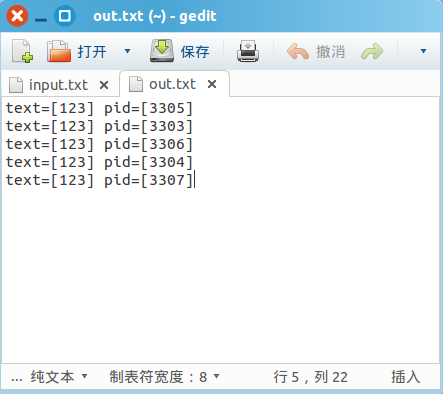 out.txt (~) - gedit
打开 保存 撤消
input.txt out.txt
text=[123] pid=[3305]
text=[123] pid=[3303]
text=[123] pid=[3306]
text=[123] pid=[3304]
text=[123] pid=[3307]
... 纯文本 制表符宽度：8 行 5，列 22 插入